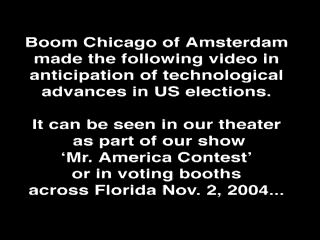 Boom Chicago of Amsterdam
made the following video in
anticipation of technological
advances in US elections.
It can be seen in our theater
as part of our show
‘Mr. America Contest’
or in voting booths
across Florida Nov. 2, 2004...